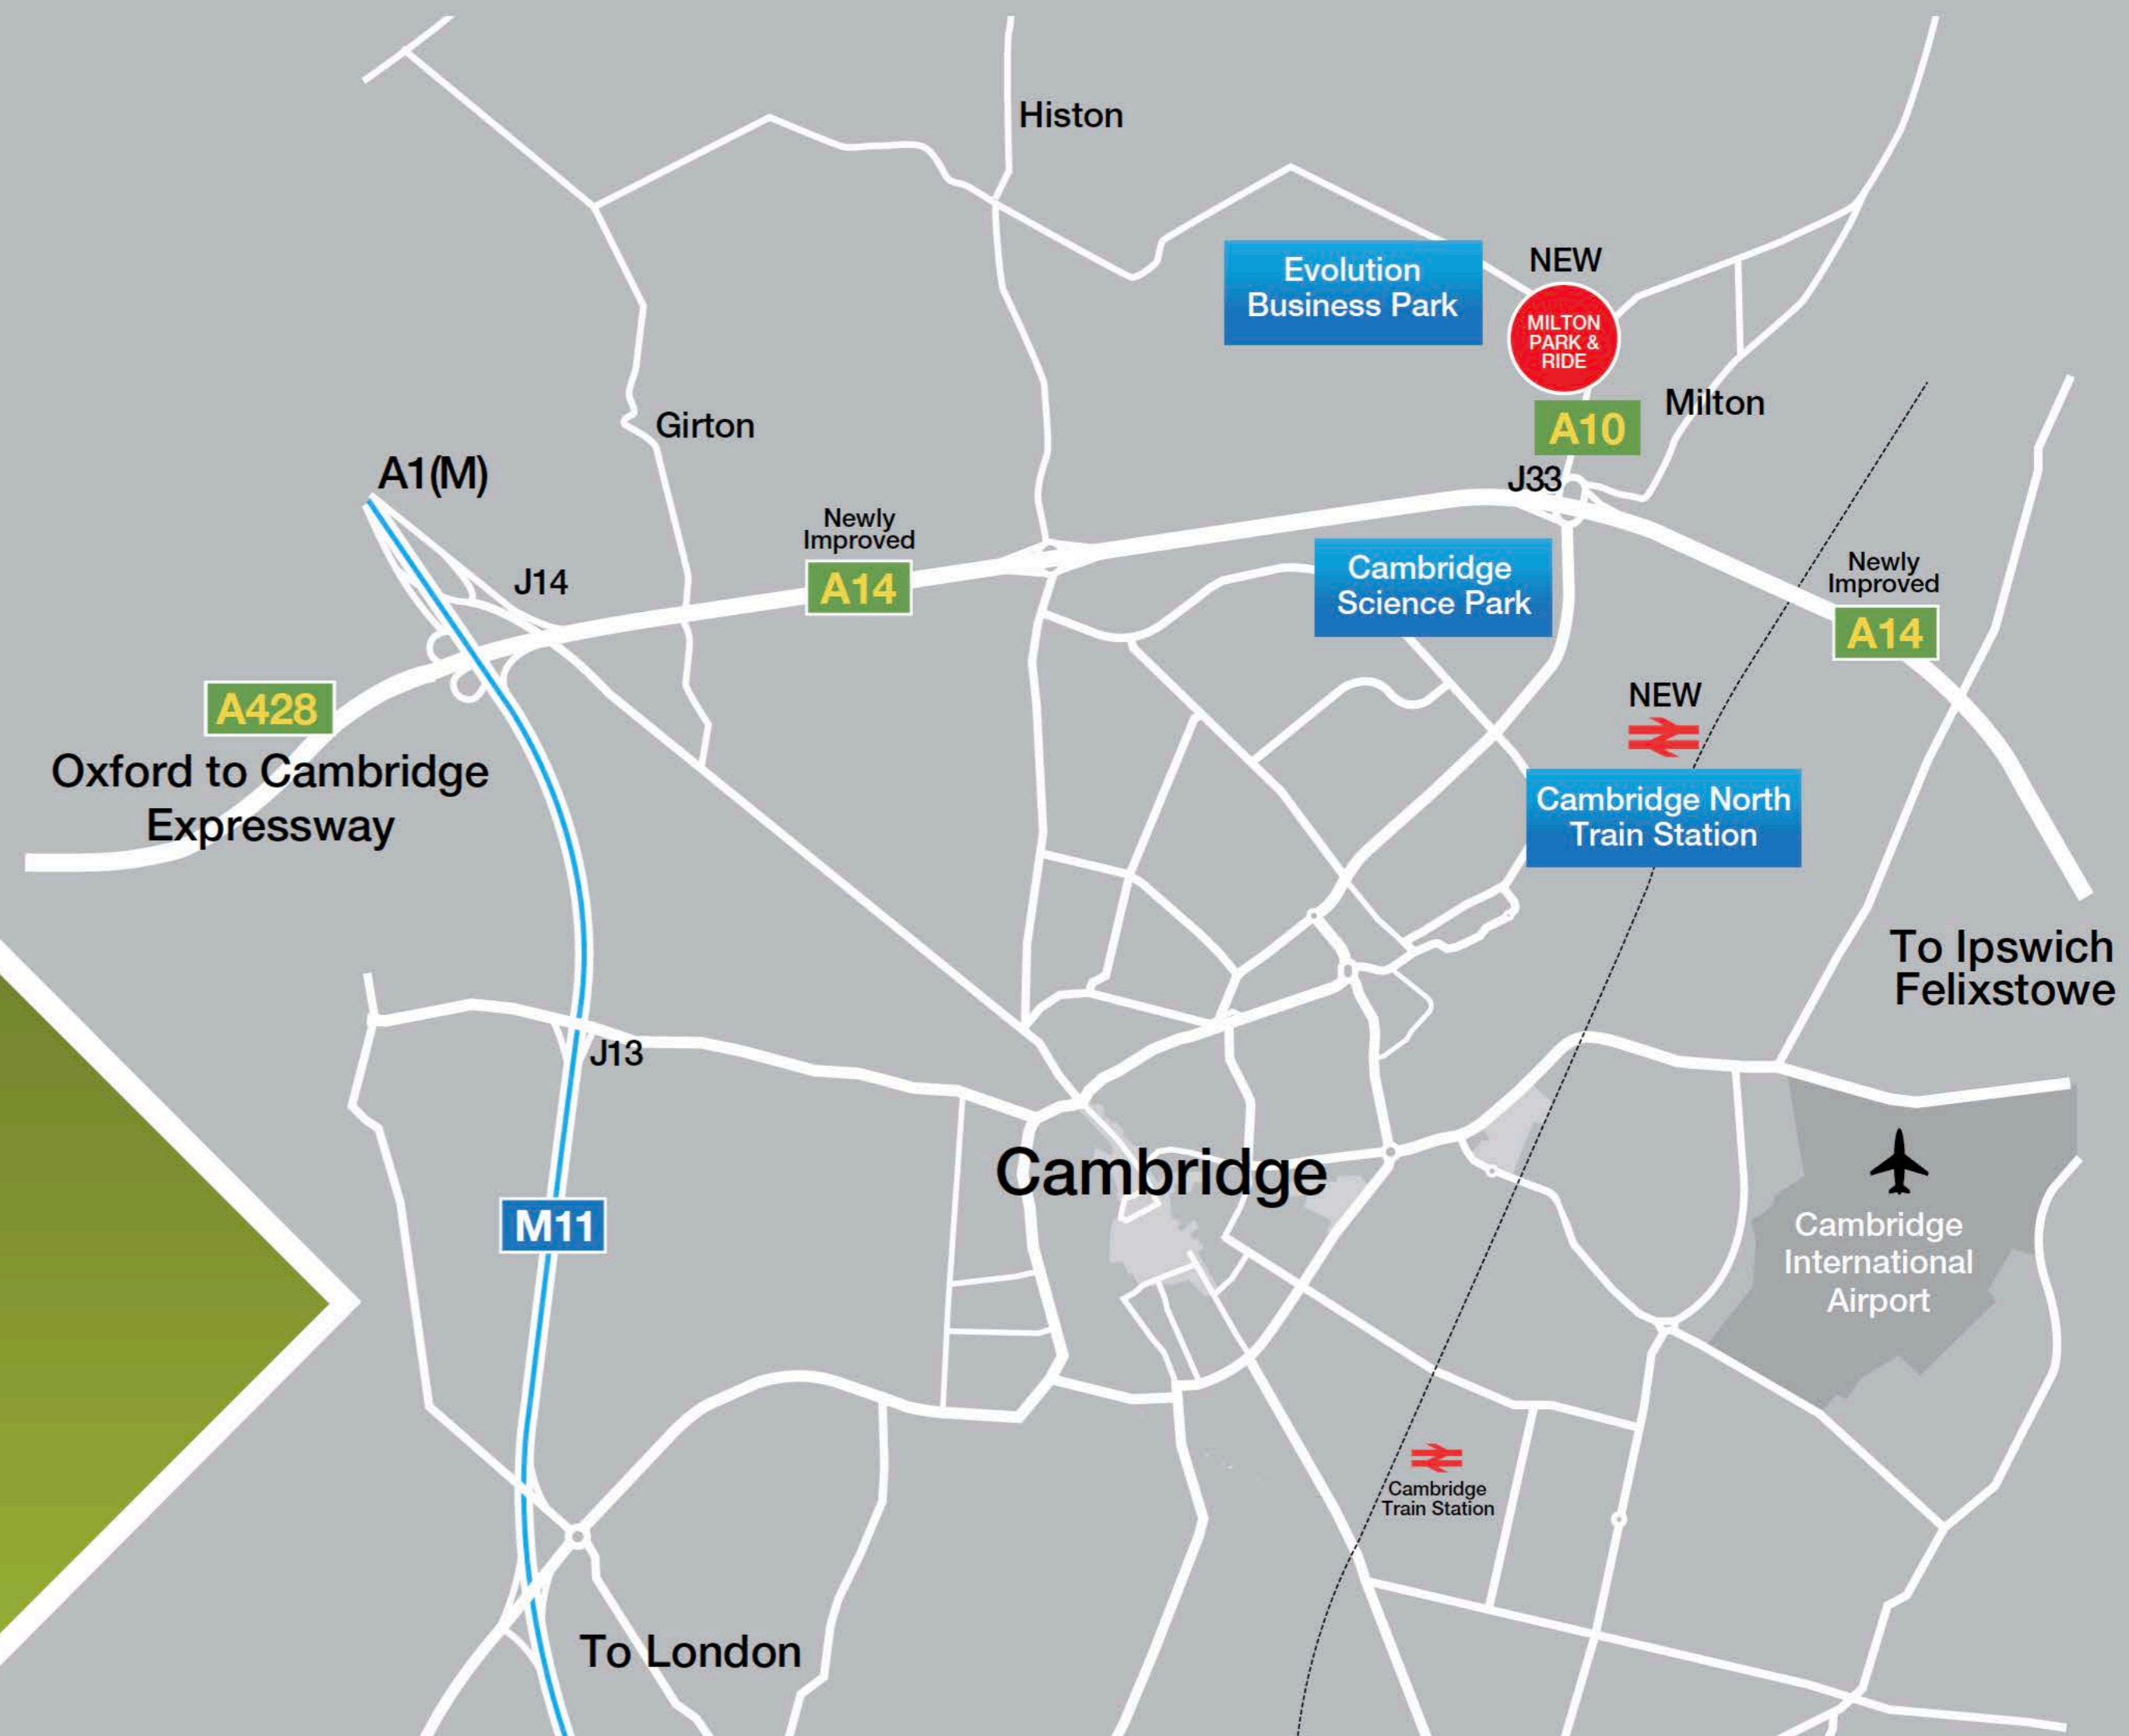 Histon
Evolution
Business Park
NEW
MILTON
PARK &
RIDE
A10
Milton
Girton
A1(M)
J33
Newly
Improved
A14
J14
Cambridge
Science Park
Newly
Improved
A14
A428
Oxford to Cambridge
Expressway
NEW
Cambridge North
Train Station
To Ipswich
Felixstowe
J13
Cambridge
M11
Cambridge
International
Airport
Cambridge
Train Station
To London